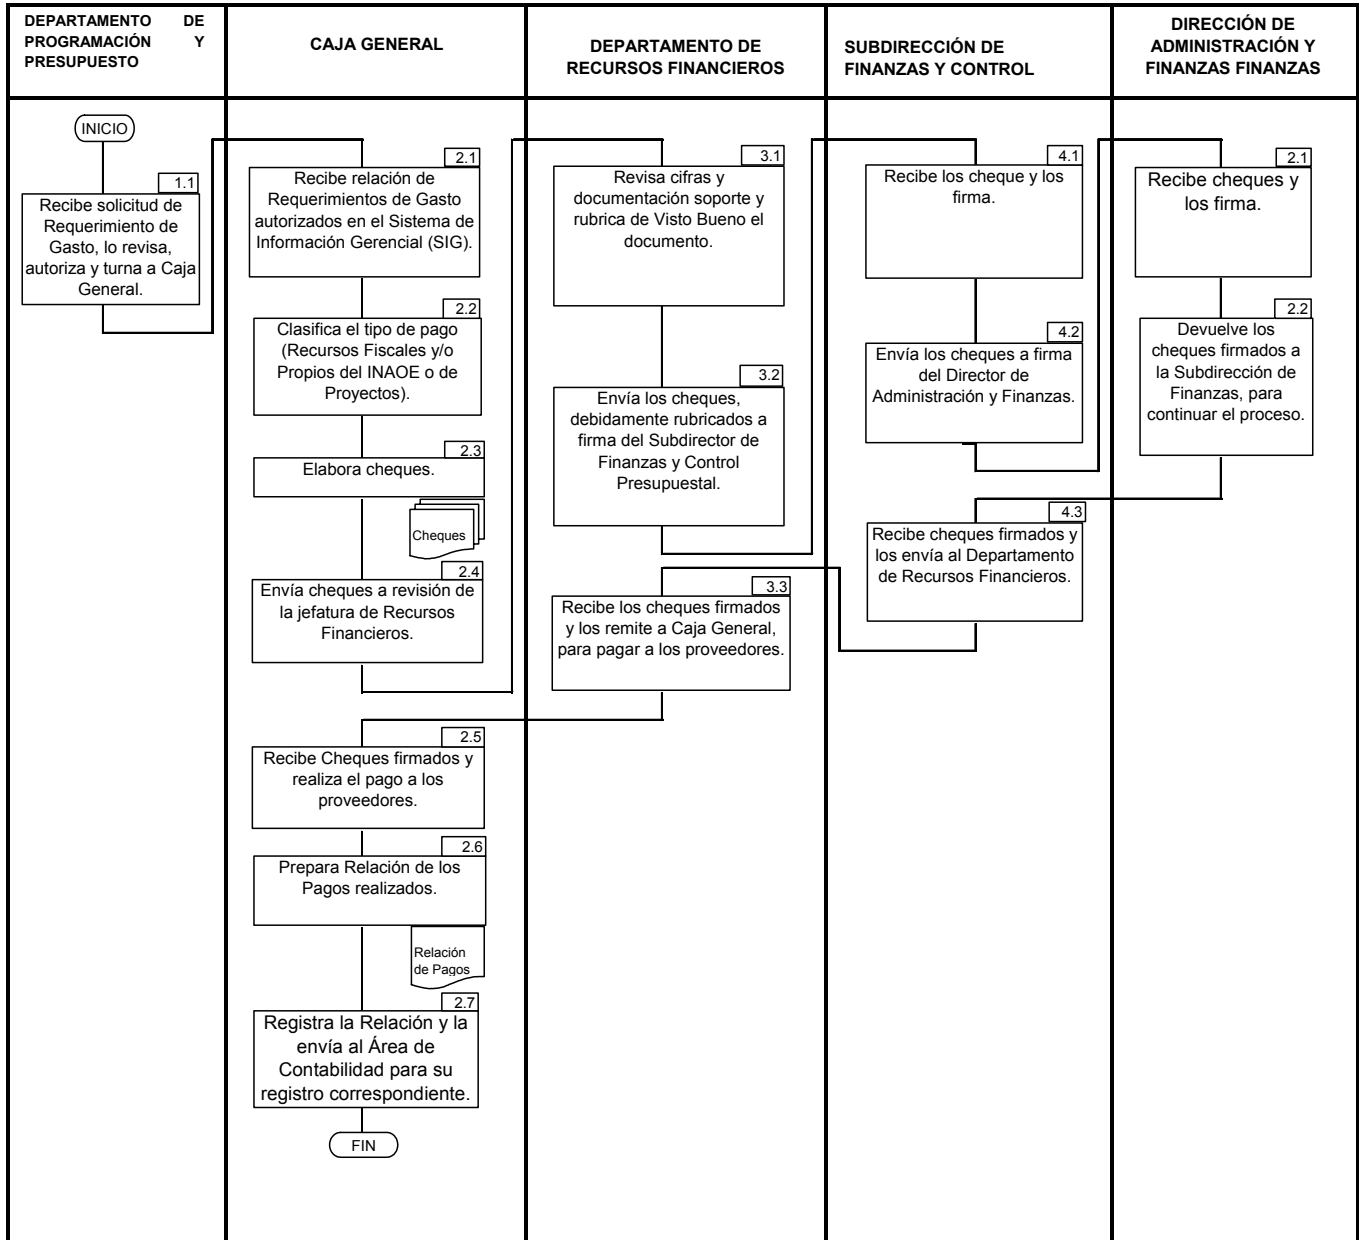 DEPARTAMENTO DE
PROGRAMACIÓN Y
PRESUPUESTO
CAJA GENERAL
DEPARTAMENTO DE
RECURSOS FINANCIEROS
SUBDIRECCIÓN DE
FINANZAS Y CONTROL
DIRECCIÓN DE
ADMINISTRACIÓN Y
FINANZAS FINANZAS
INICIO
1.1
Recibe solicitud de
Requerimiento de
Gasto, lo revisa,
autoriza y turna a Caja
General.
2.1
Recibe relación de
Requerimientos de Gasto
autorizados en el Sistema de
Información Gerencial (SIG).
2.2
Clasifica el tipo de pago
(Recursos Fiscales y/o
Propios del INAOE o de
Proyectos).
2.3
Elabora cheques.
Cheques
2.4
Envía cheques a revisión de
la jefatura de Recursos
Financieros.
3.1
Revisa cifras y
documentación soporte y
rubrica de Visto Bueno el
documento.
3.2
Envía los cheques,
debidamente rubricados a
firma del Subdirector de
Finanzas y Control
Presupuestal.
4.1
Recibe los cheque y los
firma.
4.2
Envía los cheques a firma
del Director de
Administración y Finanzas.
2.1
Recibe cheques y
los firma.
2.2
Devuelve los
cheques firmados a
la Subdirección de
Finanzas, para
continuar el proceso.
4.3
Recibe cheques firmados y
los envía al Departamento
de Recursos Financieros.
3.3
Recibe los cheques firmados
y los remite a Caja General,
para pagar a los proveedores.
2.5
Recibe Cheques firmados y
realiza el pago a los
proveedores.
2.6
Prepara Relación de los
Pagos realizados.
Relación
de Pagos
2.7
Registra la Relación y la
envía al Área de
Contabilidad para su
registro correspondiente.
FIN